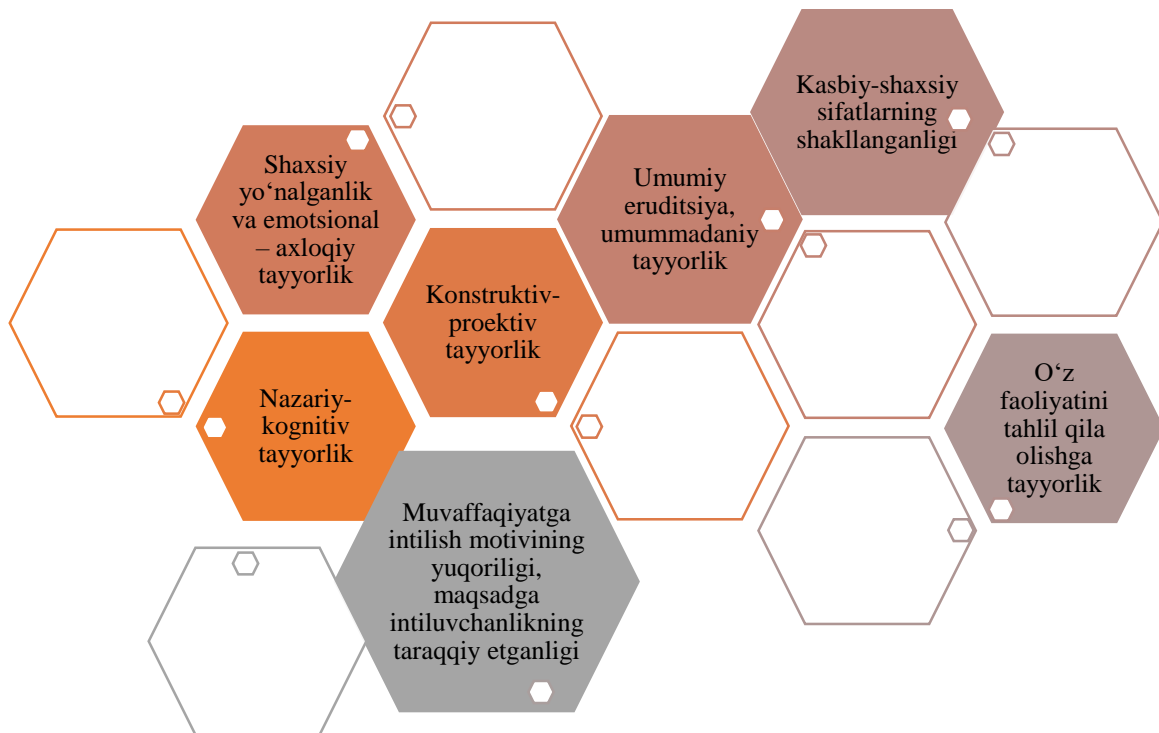 Kasbiy-shaxsiy
sifatlarning
shakllanganligi
Shaxsiy
yo‘nalganlik
va emotsional
– axloqiy
tayyorlik
Umumiy
eruditsiya,
umummadaniy
tayyorlik
Konstruktiv-
proektiv
tayyorlik
Nazariy-
kognitiv
tayyorlik
O‘z
faoliyatini
tahlil qila
olishga
tayyorlik
Muvaffaqiyatga
intilish motivining
yuqoriligi,
maqsadga
intiluvchanlikning
taraqqiy etganligi